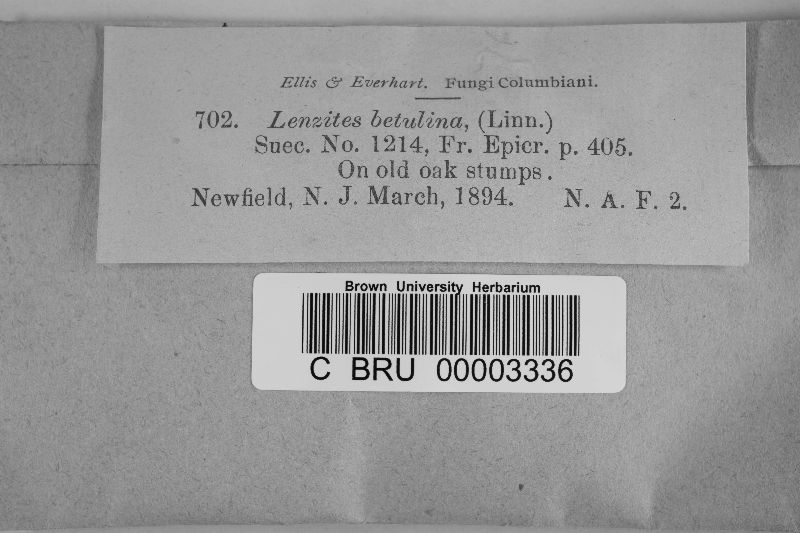 Ellis & Everhart. Fungi Columbiani.
702. Lenzites betulina, (Linn.)
Suec. No. 1214, Fr. Epicr. p. 405.
On old oak stumps.
Newfield, N. J. March, 1894. N. A. F. 2.
Brown University Herbarium
C BRU 00003336